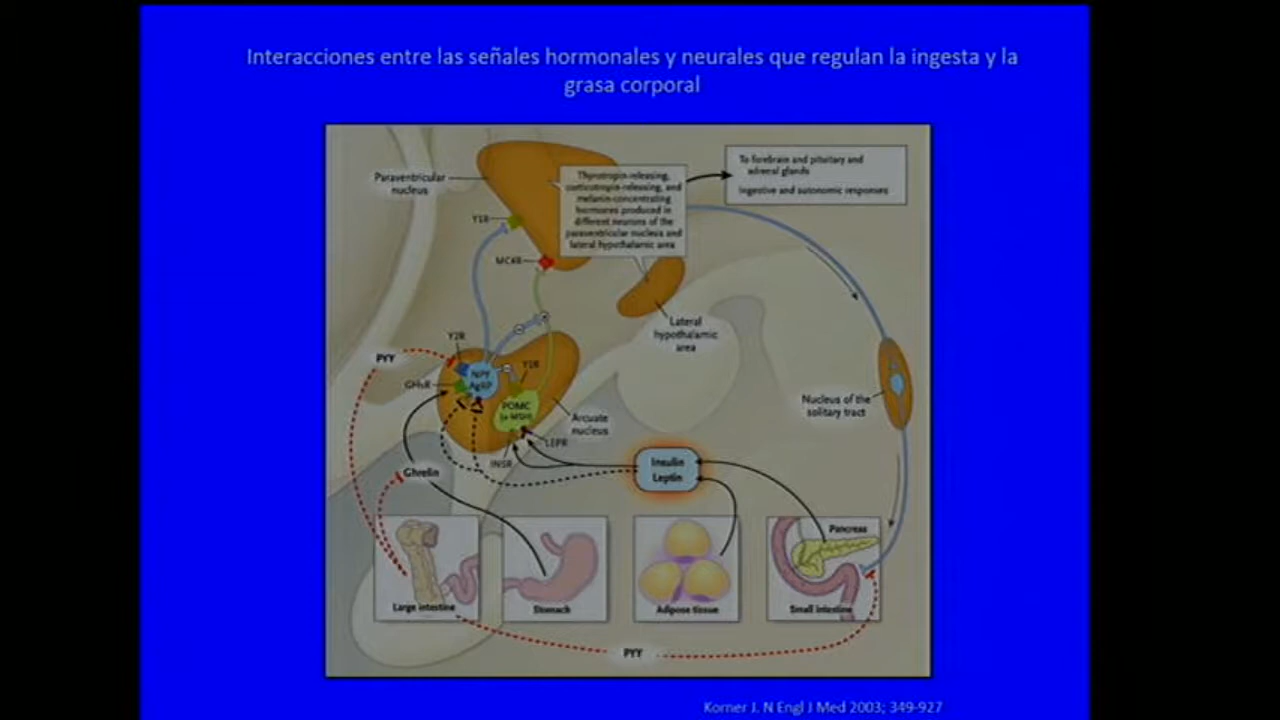 Interacciones entre las señales hormonales y neurales que regulan la ingesta y la
grasa corporal
To forebrain and pituitary and
adrenal glands
Ingestive and autonomic responses
Paraventricular
nucleus
Thyrotropin-releasing,
corticotropin-releasing, and
melanin-concentrating
hormones produced in
different neurons of the
paraventricular nucleus and
lateral hypothalamic area
Y1R
MC4R
Lateral
hypothalamic
area
Y2R
PYY
Y1R
GHsR
NPY
AgRP
POMC
(α-MSH)
Arcuate
nucleus
Nucleus of the
solitary tract
LEPR
INSR
Ghrelin
Insulin
Leptin
Pancreas
Large intestine
Stomach
Adipose tissue
Small intestine
PYY
Korner J. N Engl J Med 2003; 349-927